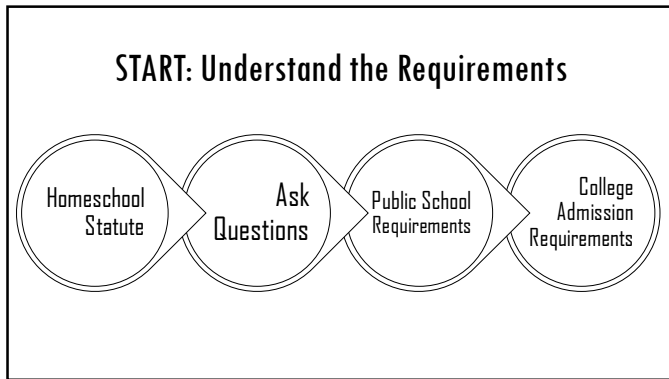 START: Understand the Requirements
Homeschool
Statute
Ask
Questions
Public School
Requirements
College
Admission
Requirements